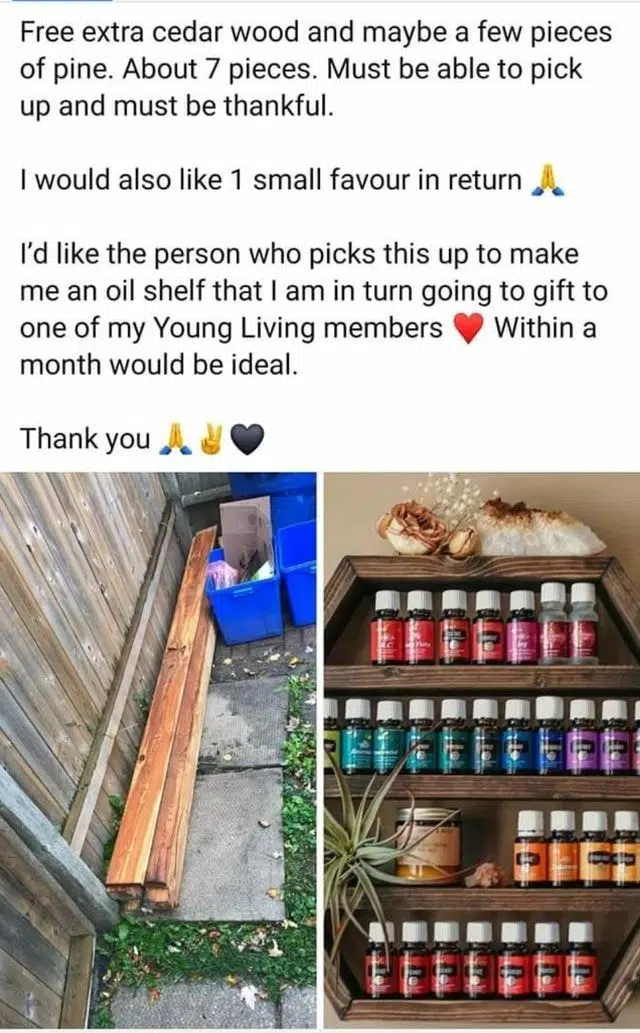 Free extra cedar wood and maybe a few pieces
of pine. About 7 pieces. Must be able to pick
up and must be thankful.
I would also like 1 small favour in return 🙏
I'd like the person who picks this up to make
me an oil shelf that I am in turn going to gift to
one of my Young Living members ❤️ Within a
month would be ideal.
Thank you 🙏✌️🖤